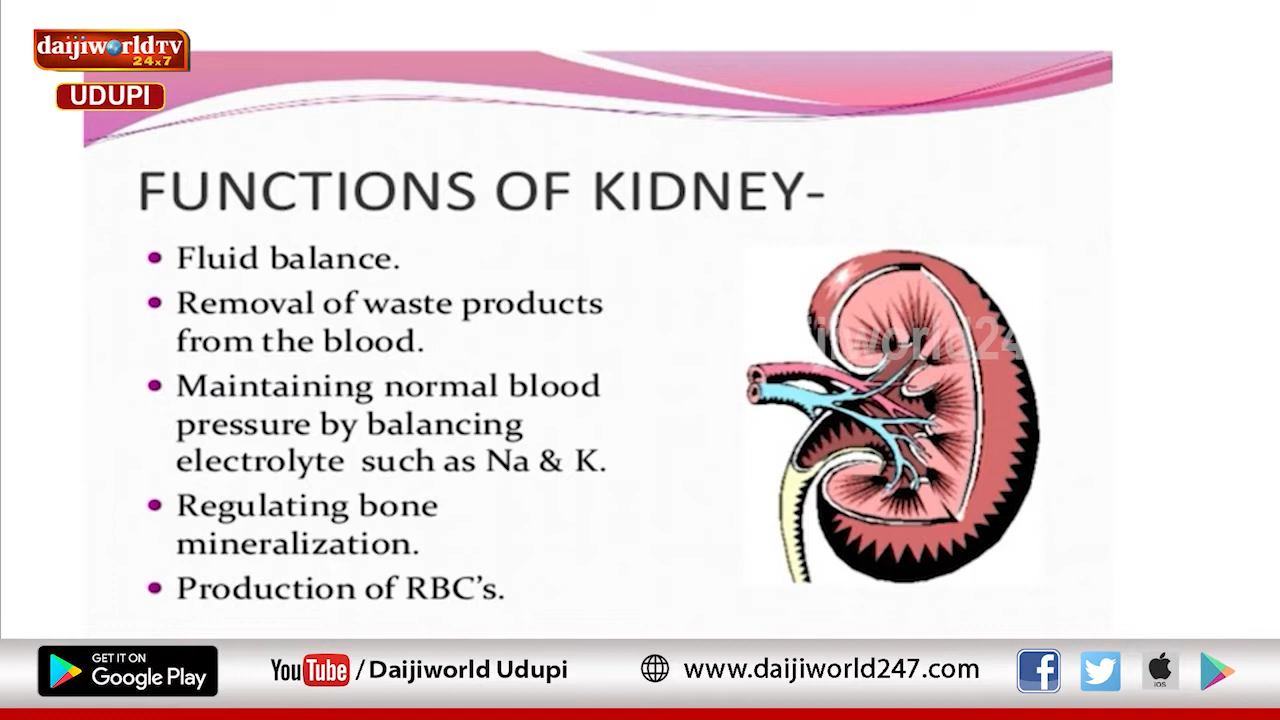 daijiworldTV
24x7
UDUPI
FUNCTIONS OF KIDNEY-
• Fluid balance.
• Removal of waste products
from the blood.
• Maintaining normal blood
pressure by balancing
electrolyte such as Na & K.
• Regulating bone
mineralization.
• Production of RBC's.
GET IT ON
Google Play
YouTube / Daijiworld Udupi
www.daijiworld247.com
iOS